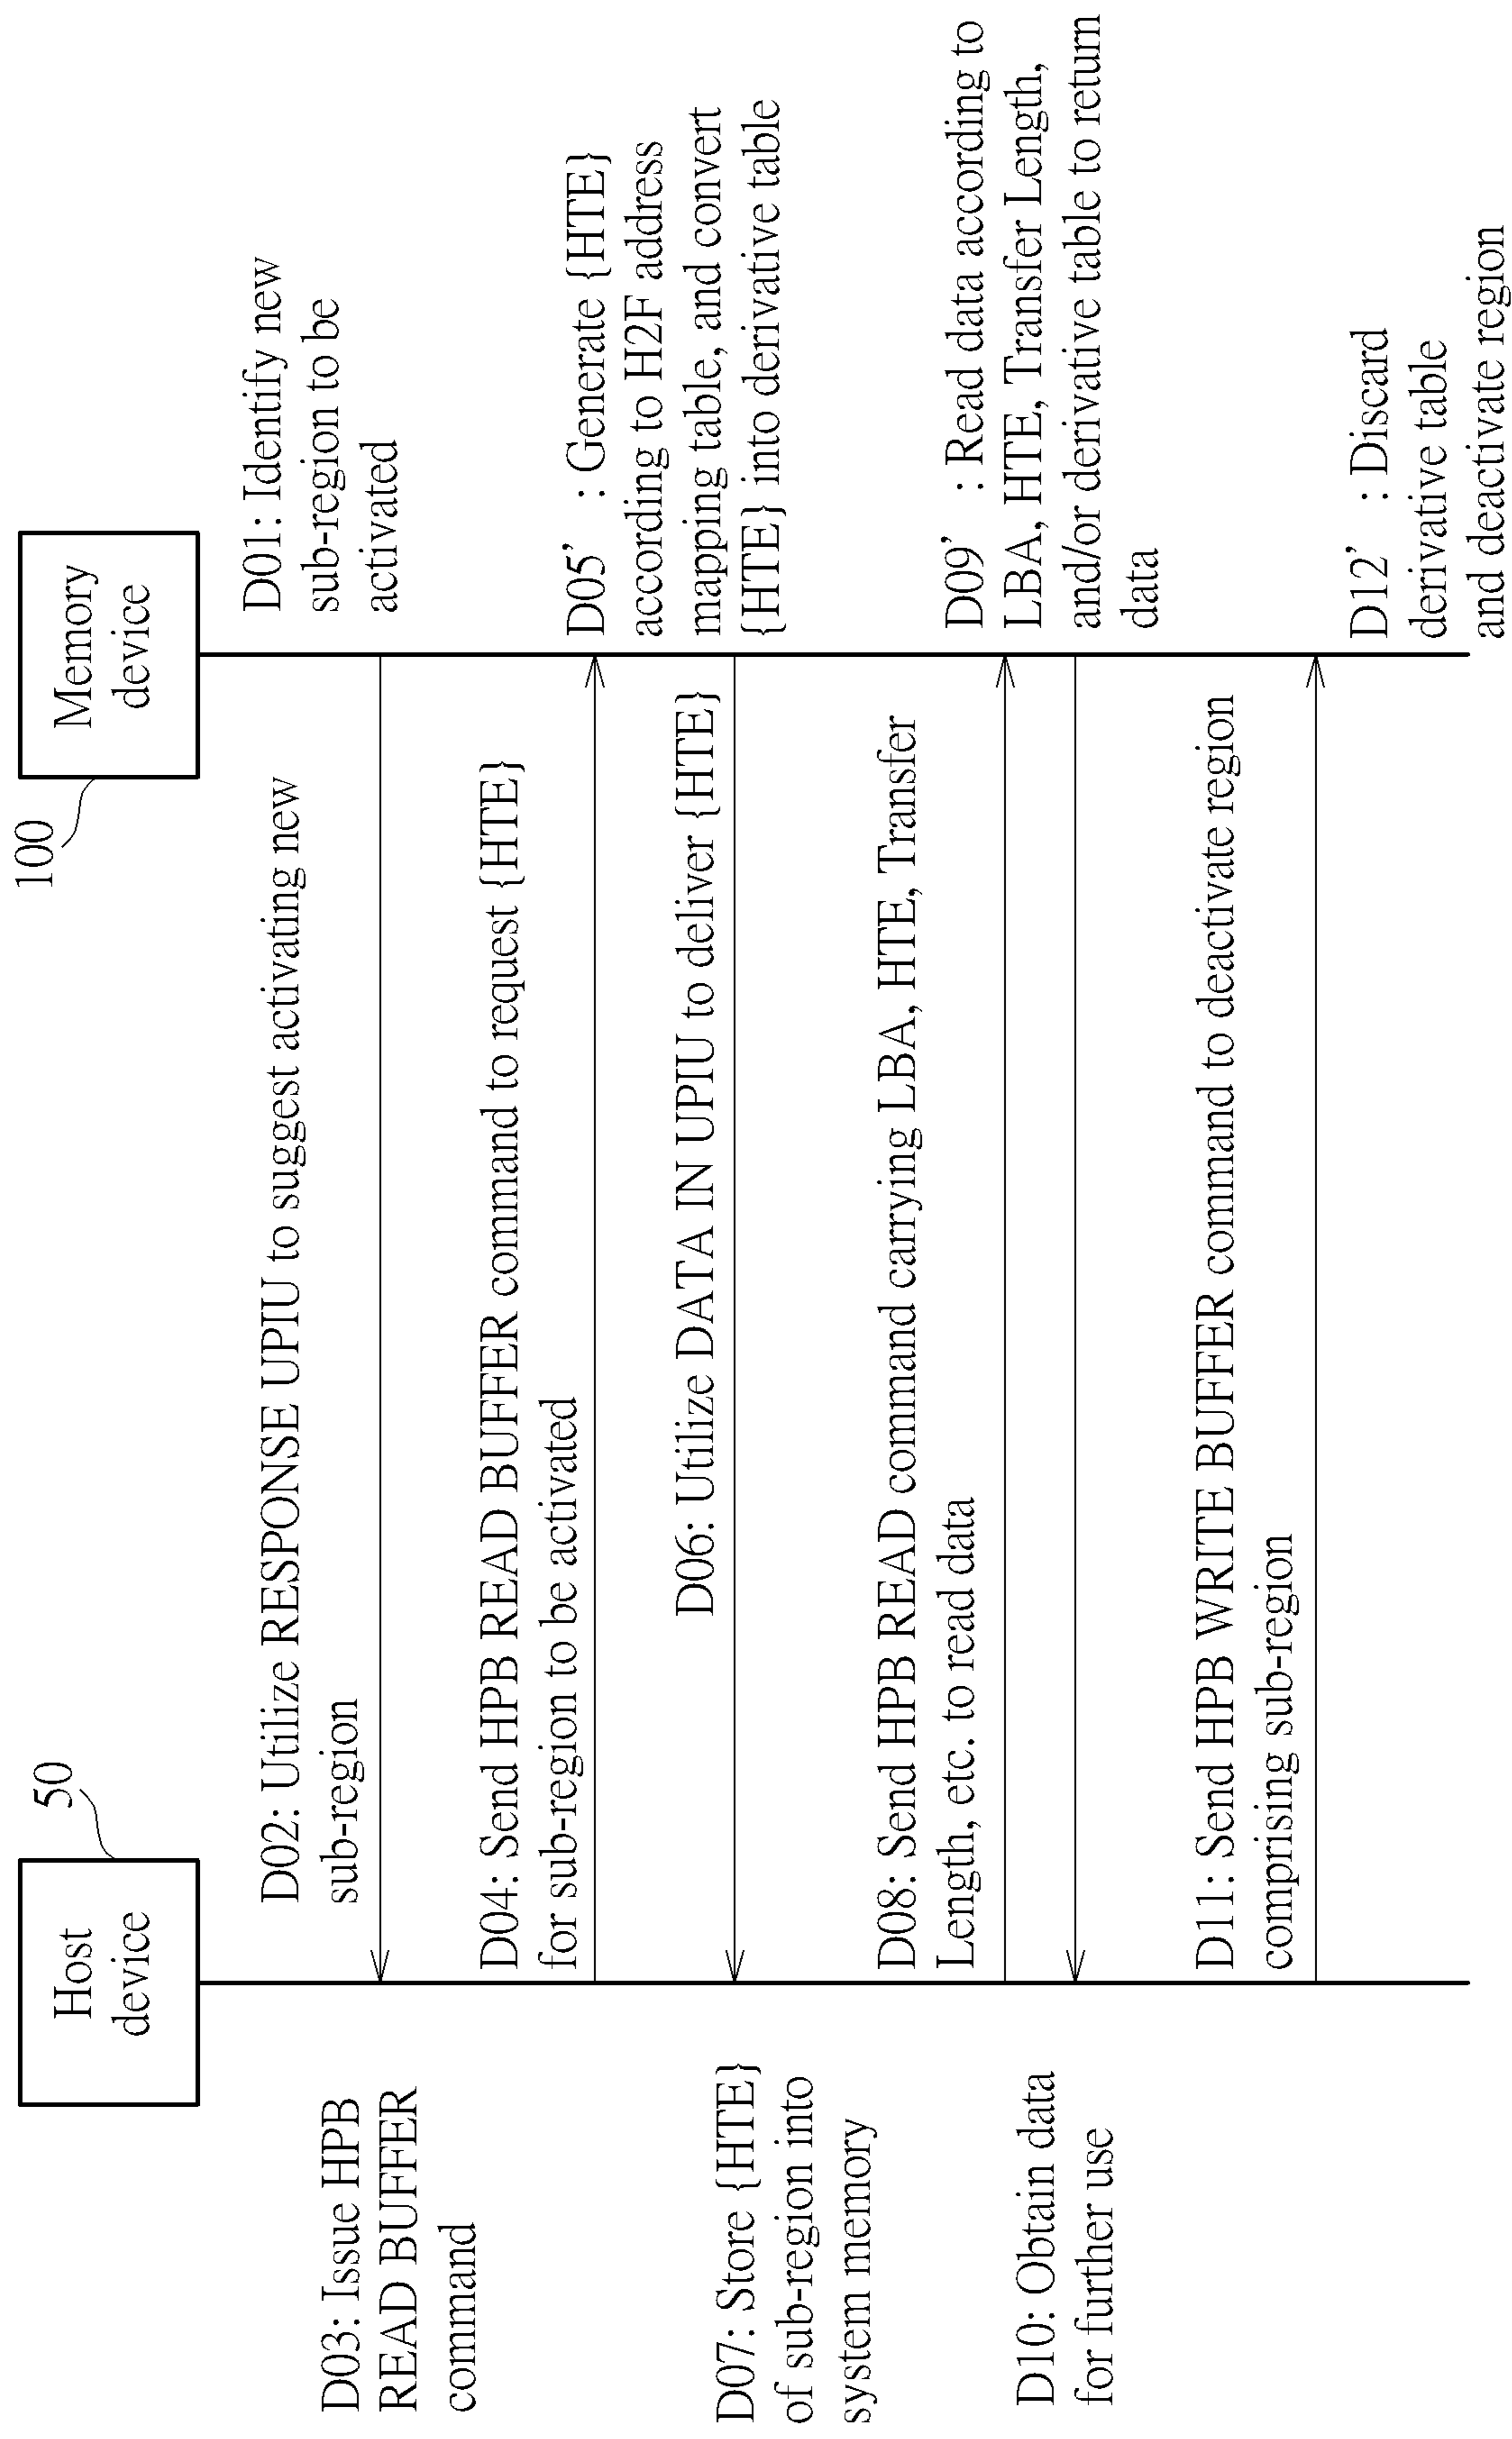 Host
device
50
Memory
device
100
D01: Identify new
sub-region to be
activated
D02: Utilize RESPONSE UPIU to suggest activating new
sub-region
D03: Issue HPB
READ BUFFER
command
D04: Send HPB READ BUFFER command to request {HTE}
for sub-region to be activated
D05’ : Generate {HTE}
according to H2F address
mapping table, and convert
{HTE} into derivative table
D06: Utilize DATA IN UPIU to deliver {HTE}
D07: Store {HTE}
of sub-region into
system memory
D08: Send HPB READ command carrying LBA, HTE, Transfer
Length, etc. to read data
D09’ : Read data according to
LBA, HTE, Transfer Length,
and/or derivative table to return
data
D10: Obtain data
for further use
D11: Send HPB WRITE BUFFER command to deactivate region
comprising sub-region
D12’ : Discard
derivative table
and deactivate region